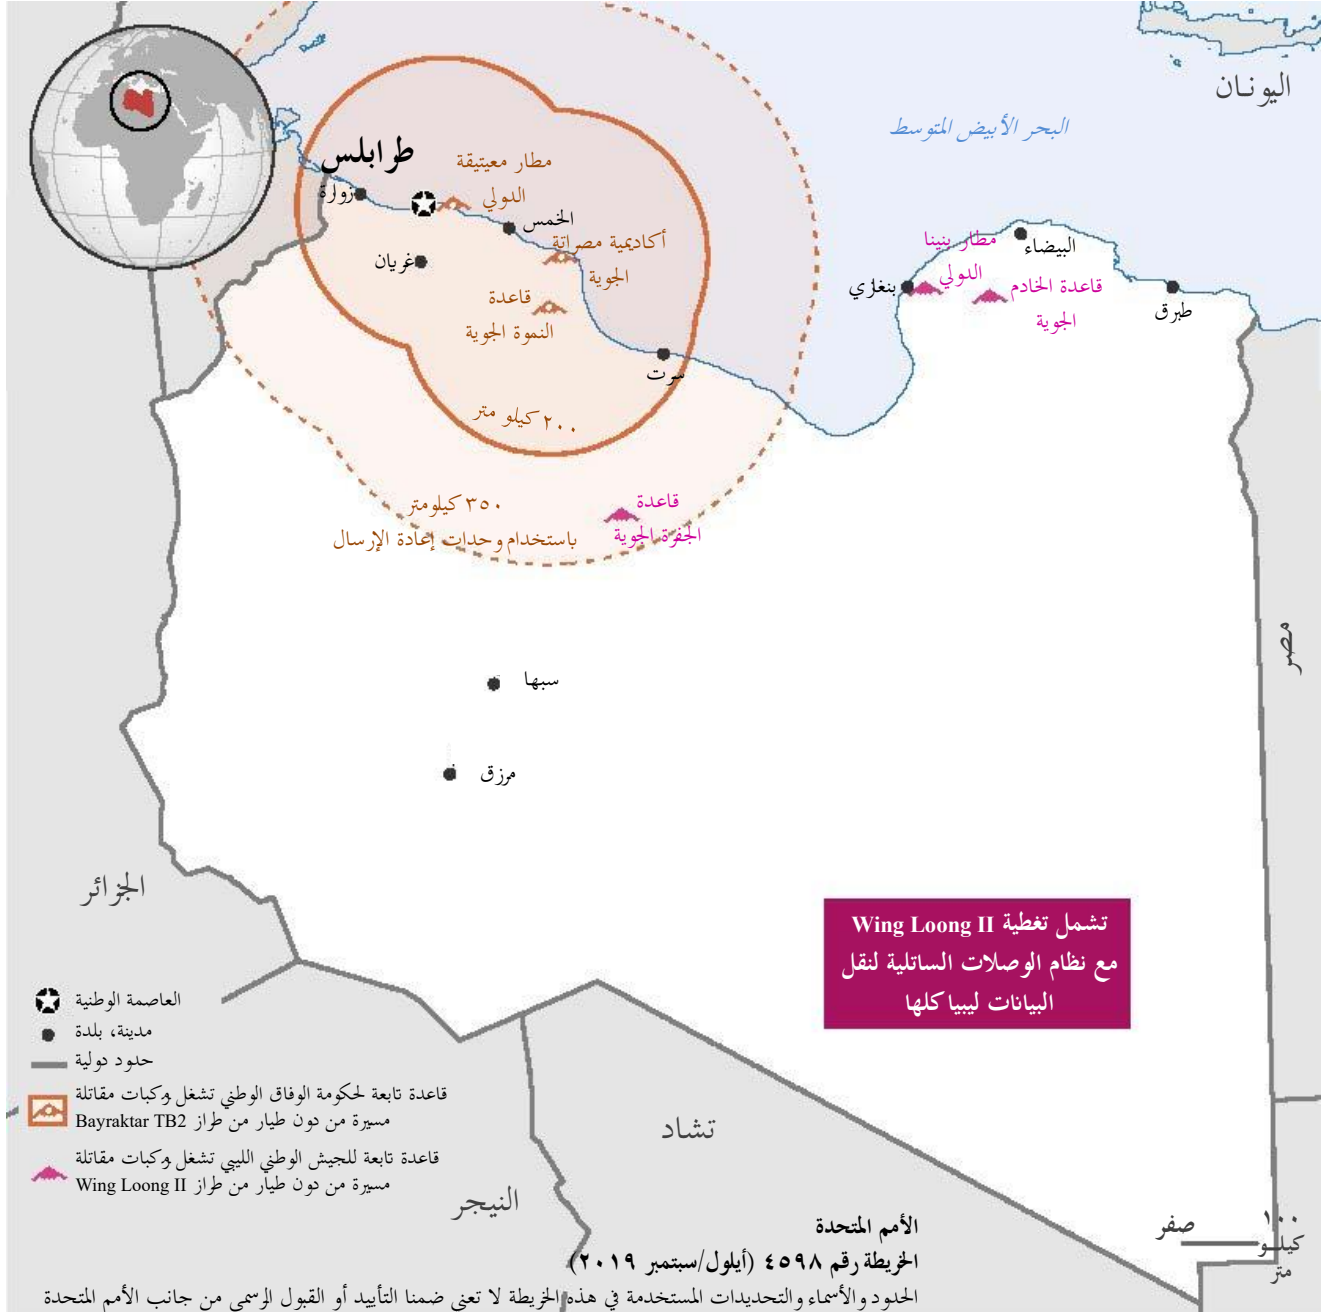 اليونان
البحر الأبيض المتوسط
طرابلس
مطار معيتيقة
الدولي
زوارة
الخمس
أكاديمية مصراتة
الجوية
غريان
قاعدة
النموة الجوية
سرت
٢٠٠ كيلو متر
٣٥٠ كيلومتر
باستخدام وحدات إعادة الإرسال
قاعدة
الجفرة الجوية
البيضاء
مطار بنينا
الدولي
بنغازي
قاعدة الخادم
الجوية
طبرق
مصر
سبها
مرزق
الجزائر
تشمل تغطية Wing Loong II
مع نظام الوصلات الساتلية لنقل
البيانات ليبيا كلها
العاصمة الوطنية
مدينة، بلدة
حدود دولية
قاعدة تابعة لحكومة الوفاق الوطني تشغل مركبات مقاتلة
مسيرة من دون طيار من طراز Bayraktar TB2
قاعدة تابعة للجيش الوطني الليبي تشغل مركبات مقاتلة
مسيرة من دون طيار من طراز Wing Loong II
تشاد
النيجر
صفر
١٠٠
كيلـو
متر
الأمم المتحدة
الخريطة رقم ٤٥٩٨ (أيلول/سبتمبر ٢٠١٩)
الحدود والأسماء والتحديدات المستخدمة في هذه الخريطة لا تعني ضمنا التأييد أو القبول الرسمي من جانب الأمم المتحدة